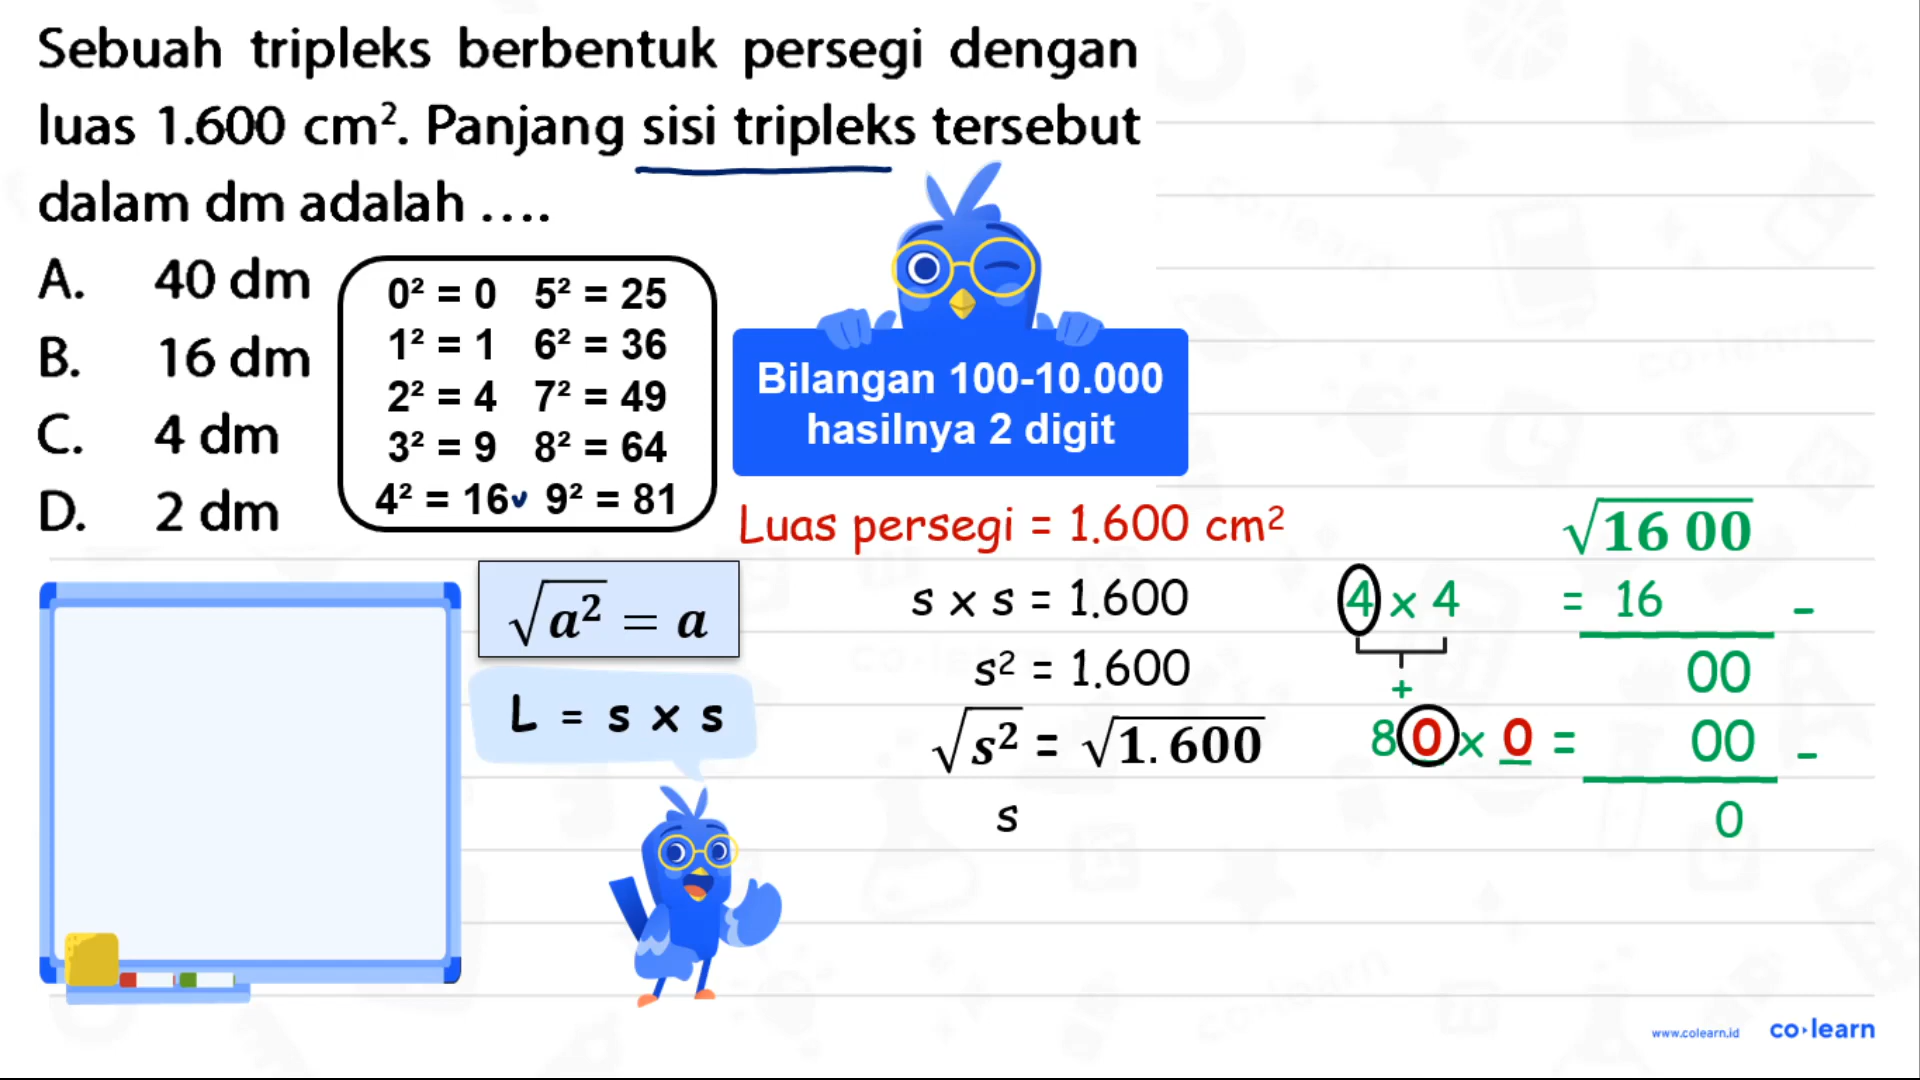 Sebuah tripleks berbentuk persegi dengan
luas 1.600 cm². Panjang sisi tripleks tersebut
dalam dm adalah ....
A. 40 dm
B. 16 dm
C. 4 dm
D. 2 dm
0² = 0 5² = 25
1² = 1 6² = 36
2² = 4 7² = 49
3² = 9 8² = 64
4² = 16 9² = 81
Bilangan 100-10.000
hasilnya 2 digit
√a² = a
L = s x s
Luas persegi = 1.600 cm²
s x s = 1.600
s² = 1.600
√s² = √1.600
s
√16 00
4 x 4 = 16 -
+ 00
80 x 0 = 00 -
0
www.colearn.id co·learn